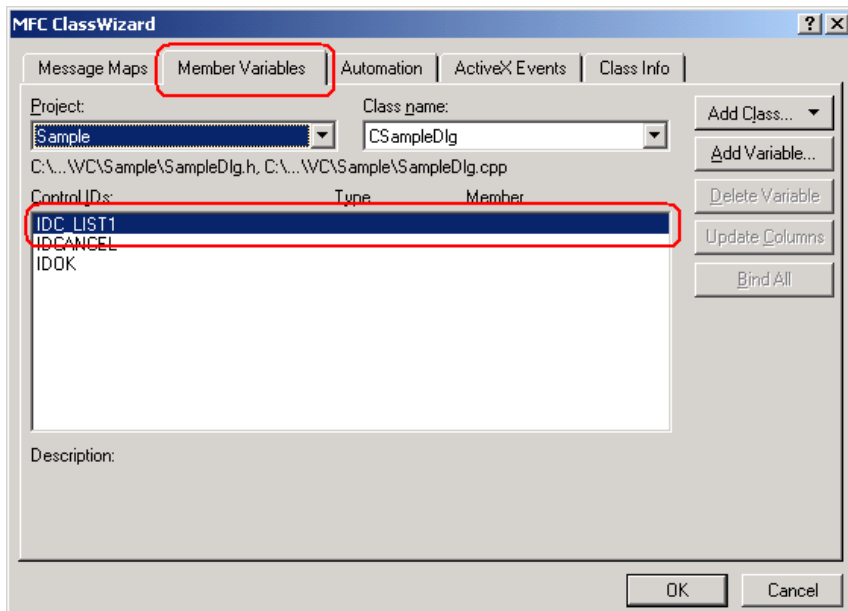 MFC ClassWizard
Message Maps Member Variables Automation ActiveX Events Class Info
Project: Class name:
Sample CSampleDlg
Add Class...
C:\...\VC\Sample\SampleDlg.h, C:\...\VC\Sample\SampleDlg.cpp
Add Variable...
Control IDs: Type Member
Delete Variable
IDC_LIST1
IDCANCEL
Update Columns
IDOK
Bind All
Description:
OK Cancel